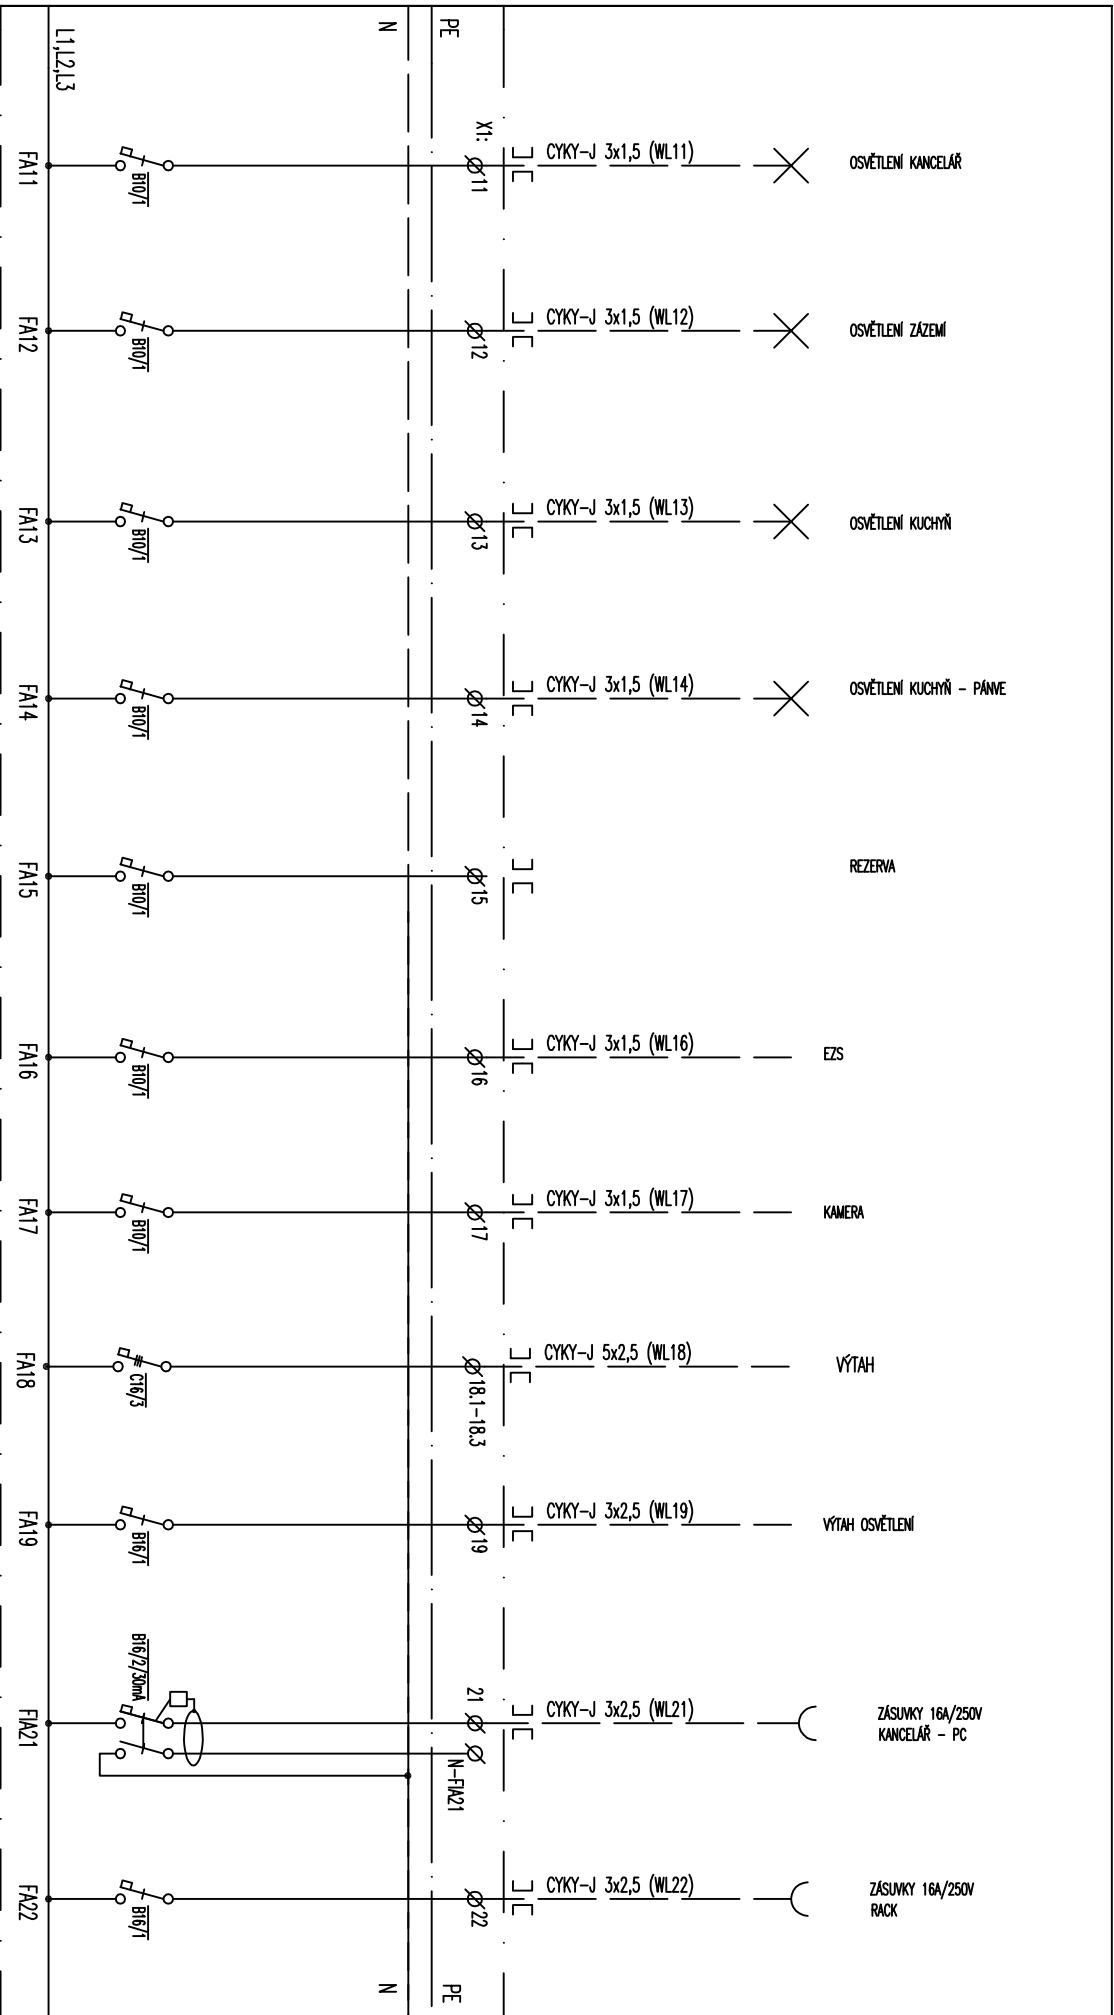 PE
N
L1,L2,L3
X1:
FA11
B10/1
11
CYKY-J 3x1,5 (WL11)
OSVĚTLENÍ KANCELÁŘ
FA12
B10/1
12
CYKY-J 3x1,5 (WL12)
OSVĚTLENÍ ZÁZEMÍ
FA13
B10/1
13
CYKY-J 3x1,5 (WL13)
OSVĚTLENÍ KUCHYŇ
FA14
B10/1
14
CYKY-J 3x1,5 (WL14)
OSVĚTLENÍ KUCHYŇ - PÁNVE
FA15
B10/1
15
REZERVA
FA16
B10/1
16
CYKY-J 3x1,5 (WL16)
EZS
FA17
B10/1
17
CYKY-J 3x1,5 (WL17)
KAMERA
FA18
C16/3
18.1-18.3
CYKY-J 5x2,5 (WL18)
VÝTAH
FA19
B16/1
19
CYKY-J 3x2,5 (WL19)
VÝTAH OSVĚTLENÍ
FIA21
B16/2/30mA
21
N-FIA21
CYKY-J 3x2,5 (WL21)
ZÁSUVKY 16A/250V
KANCELÁŘ - PC
FA22
B16/1
22
CYKY-J 3x2,5 (WL22)
ZÁSUVKY 16A/250V
RACK
N
PE